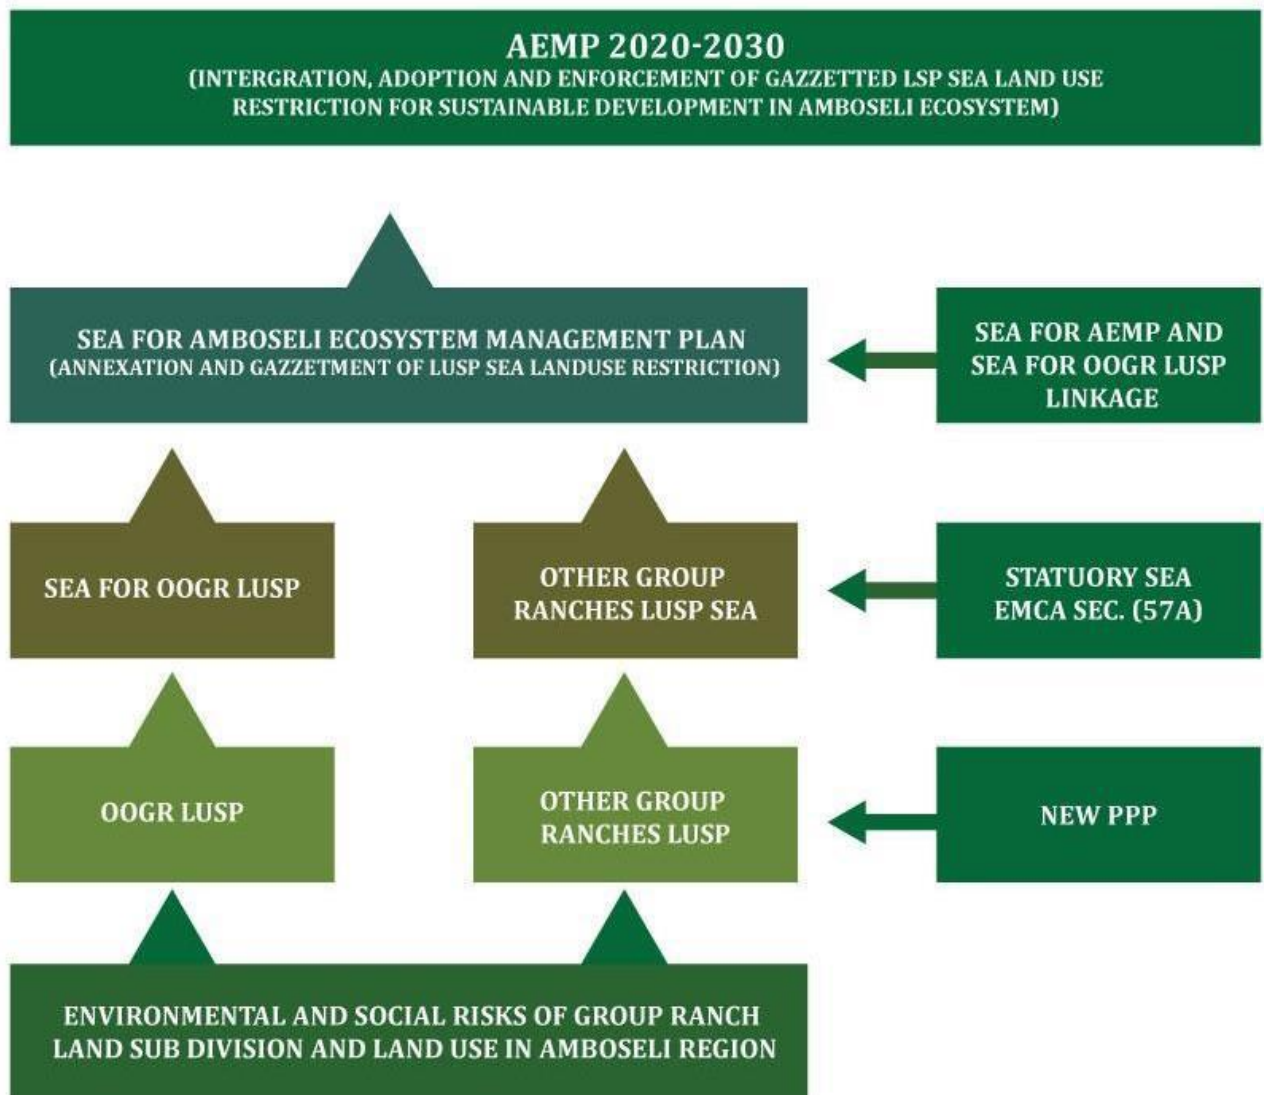 AEMP 2020-2030
(INTERGRATION, ADOPTION AND ENFORCEMENT OF GAZZETTED LSP SEA LAND USE
RESTRICTION FOR SUSTAINABLE DEVELOPMENT IN AMBOSELI ECOSYSTEM)
SEA FOR AMBOSELI ECOSYSTEM MANAGEMENT PLAN
(ANNEXATION AND GAZZETMENT OF LUSP SEA LANDUSE RESTRICTION)
SEA FOR AEMP AND
SEA FOR OOGR LUSP
LINKAGE
SEA FOR OOGR LUSP
OTHER GROUP
RANCHES LUSP SEA
STATUORY SEA
EMCA SEC. (57A)
OOGR LUSP
OTHER GROUP
RANCHES LUSP
NEW PPP
ENVIRONMENTAL AND SOCIAL RISKS OF GROUP RANCH
LAND SUB DIVISION AND LAND USE IN AMBOSELI REGION